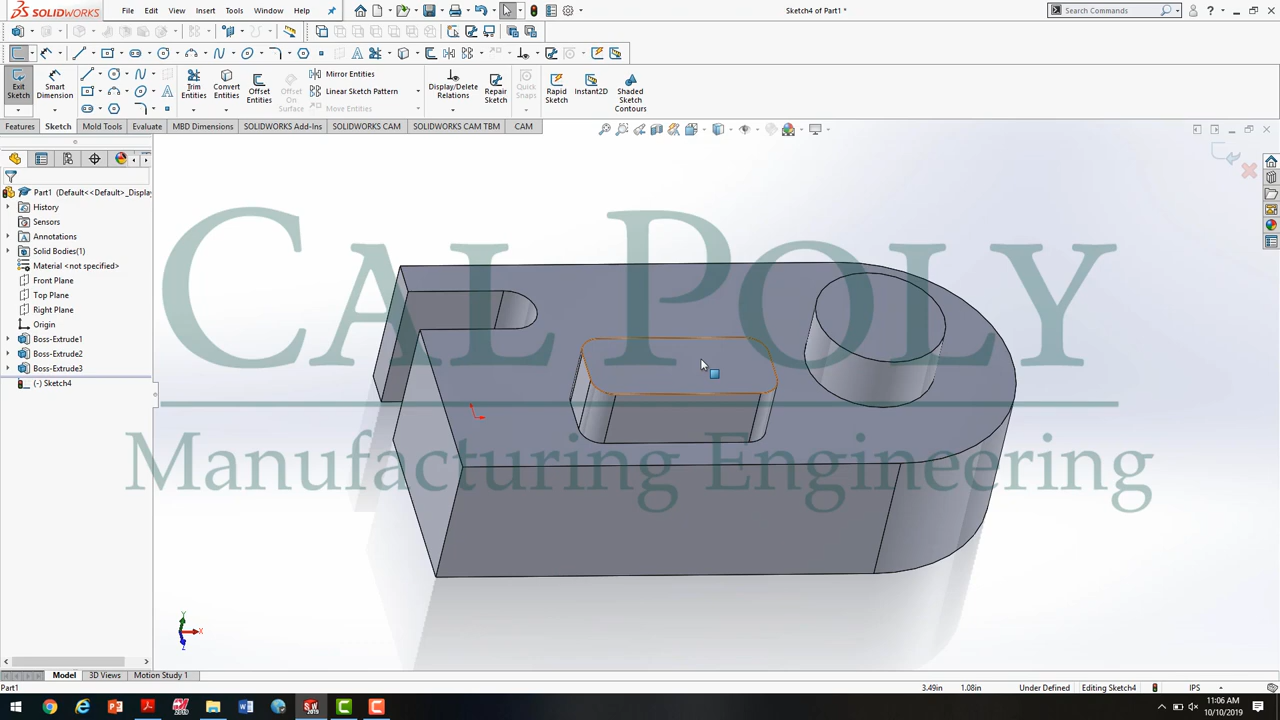 SOLIDWORKS
File Edit View Insert Tools Window Help
Sketch4 of Part1 *
Search Commands
Exit Sketch
Smart Dimension
Trim Entities
Convert Entities
Offset Entities
Offset On Surface
Mirror Entities
Linear Sketch Pattern
Move Entities
Display/Delete Relations
Repair Sketch
Quick Snaps
Rapid Sketch
Instant2D
Shaded Sketch Contours
Features Sketch Mold Tools Evaluate MBD Dimensions SOLIDWORKS Add-Ins SOLIDWORKS CAM SOLIDWORKS CAM TBM CAM
Part1 (Default<<Default>_Displa
History
Sensors
Annotations
Solid Bodies(1)
Material <not specified>
Front Plane
Top Plane
Right Plane
Origin
Boss-Extrude1
Boss-Extrude2
Boss-Extrude3
(-) Sketch4
CAL POLY
Manufacturing Engineering
Y
X
Z
Model 3D Views Motion Study 1
Part1 3.49in 1.08in Under Defined Editing Sketch4 IPS
11:06 AM
10/10/2019